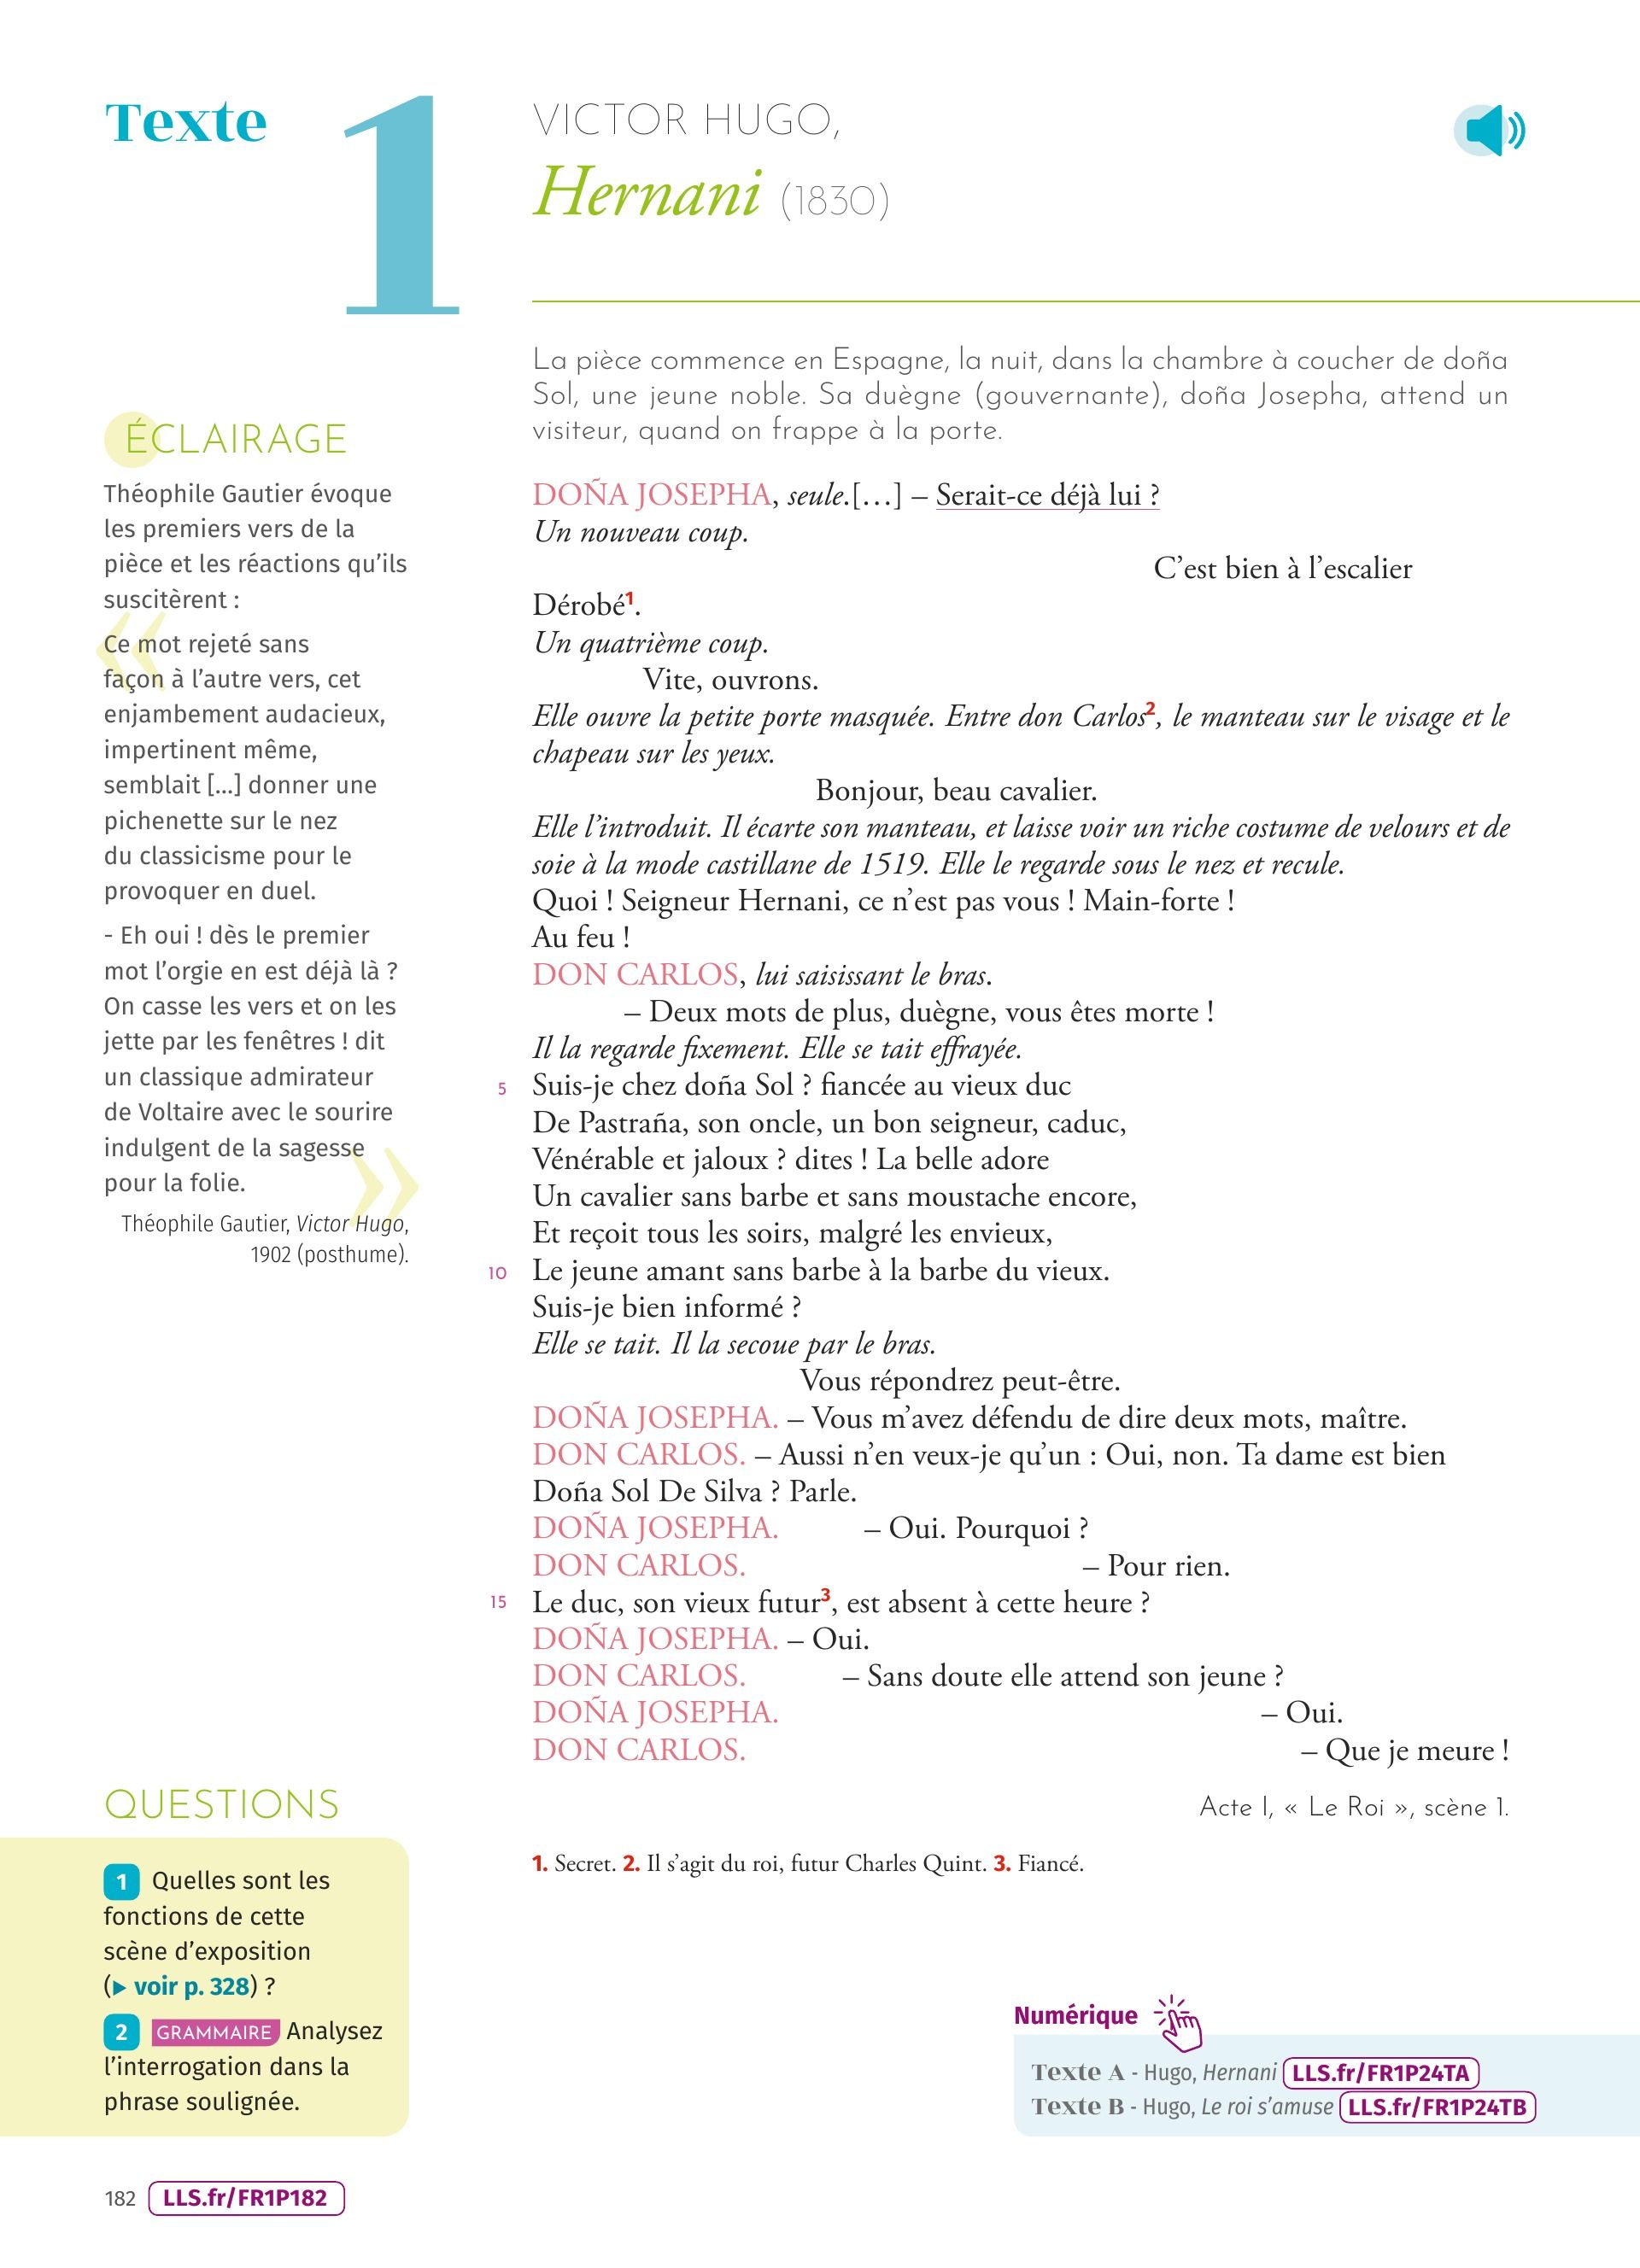 Texte 1
VICTOR HUGO,
Hernani (1830)
La pièce commence en Espagne, la nuit, dans la chambre à coucher de doña
Sol, une jeune noble. Sa duègne (gouvernante), doña Josepha, attend un
visiteur, quand on frappe à la porte.
ÉCLAIRAGE
Théophile Gautier évoque
les premiers vers de la
pièce et les réactions qu’ils
suscitèrent :
« Ce mot rejeté sans
façon à l’autre vers, cet
enjambement audacieux,
impertinent même,
semblait [...] donner une
pichenette sur le nez
du classicisme pour le
provoquer en duel.
- Eh oui ! dès le premier
mot l’orgie en est déjà là ?
On casse les vers et on les
jette par les fenêtres ! dit
un classique admirateur
de Voltaire avec le sourire
indulgent de la sagesse
pour la folie. »
Théophile Gautier, Victor Hugo,
1902 (posthume).
DOÑA JOSEPHA, seule.[…] – Serait-ce déjà lui ?
Un nouveau coup.
C’est bien à l’escalier
Dérobé1.
Un quatrième coup.
Vite, ouvrons.
Elle ouvre la petite porte masquée. Entre don Carlos2, le manteau sur le visage et le
chapeau sur les yeux.
Bonjour, beau cavalier.
Elle l’introduit. Il écarte son manteau, et laisse voir un riche costume de velours et de
soie à la mode castillane de 1519. Elle le regarde sous le nez et recule.
Quoi ! Seigneur Hernani, ce n’est pas vous ! Main-forte !
Au feu !
DON CARLOS, lui saisissant le bras.
– Deux mots de plus, duègne, vous êtes morte !
Il la regarde fixement. Elle se tait effrayée.
5 Suis-je chez doña Sol ? fiancée au vieux duc
De Pastraña, son oncle, un bon seigneur, caduc,
Vénérable et jaloux ? dites ! La belle adore
Un cavalier sans barbe et sans moustache encore,
Et reçoit tous les soirs, malgré les envieux,
10 Le jeune amant sans barbe à la barbe du vieux.
Suis-je bien informé ?
Elle se tait. Il la secoue par le bras.
Vous répondrez peut-être.
DOÑA JOSEPHA. – Vous m’avez défendu de dire deux mots, maître.
DON CARLOS. – Aussi n’en veux-je qu’un : Oui, non. Ta dame est bien
Doña Sol De Silva ? Parle.
DOÑA JOSEPHA. – Oui. Pourquoi ?
DON CARLOS. – Pour rien.
15 Le duc, son vieux futur3, est absent à cette heure ?
DOÑA JOSEPHA. – Oui.
DON CARLOS. – Sans doute elle attend son jeune ?
DOÑA JOSEPHA. – Oui.
DON CARLOS. – Que je meure !
Acte I, « Le Roi », scène 1.
1. Secret. 2. Il s’agit du roi, futur Charles Quint. 3. Fiancé.
QUESTIONS
1 Quelles sont les
fonctions de cette
scène d’exposition
(▶ voir p. 328) ?
2 GRAMMAIRE Analysez
l’interrogation dans la
phrase soulignée.
Numérique
Texte A - Hugo, Hernani LLS.fr/FR1P24TA
Texte B - Hugo, Le roi s’amuse LLS.fr/FR1P24TB
182 LLS.fr/FR1P182